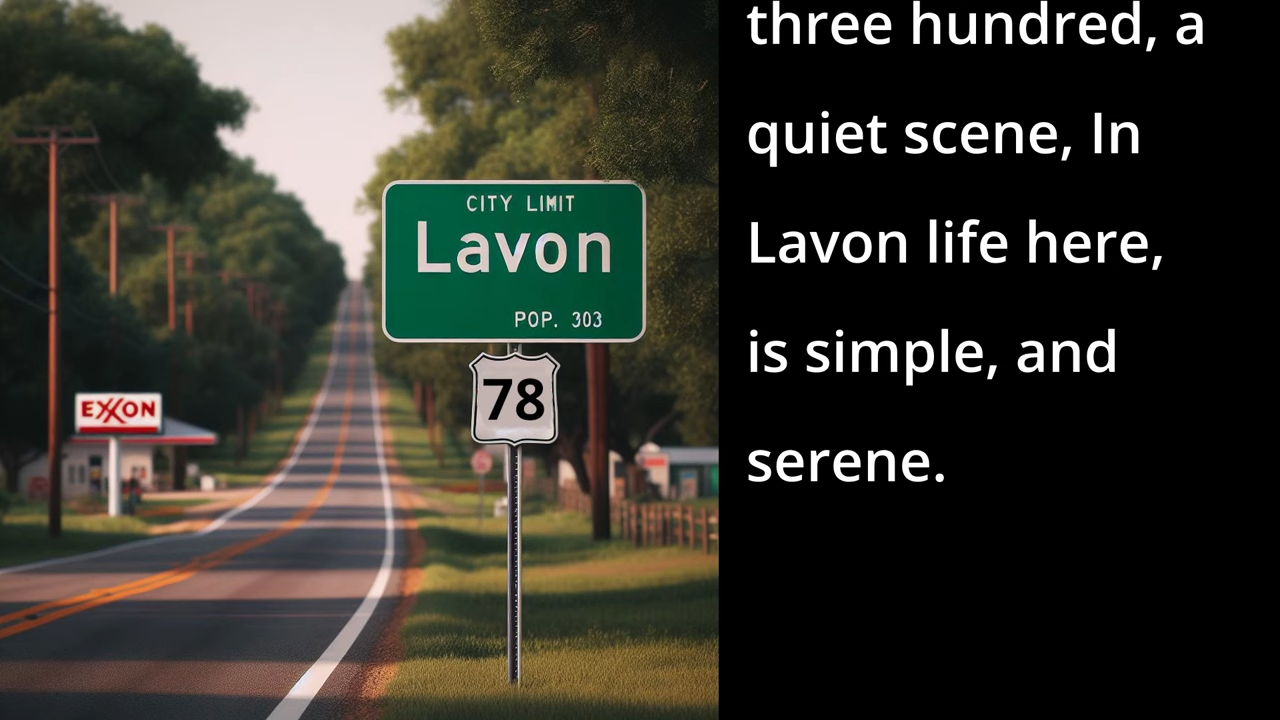 CITY LIMIT
Lavon
POP. 303
78
EXXON
three hundred, a
quiet scene, In
Lavon life here,
is simple, and
serene.